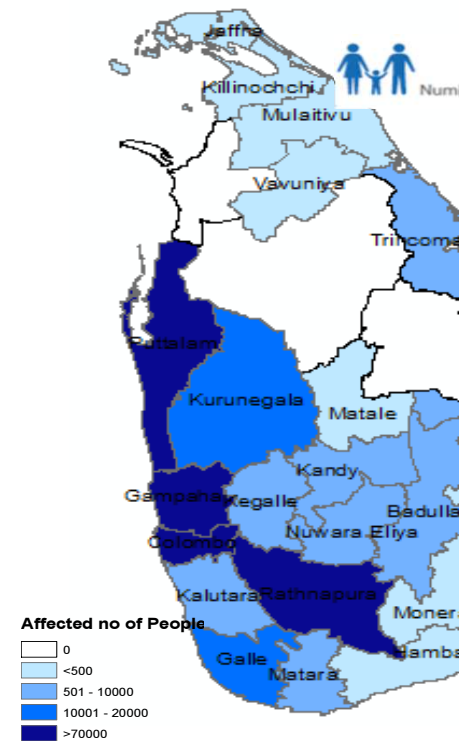 Jaffna
Killinochchi
Numb
Mulaitivu
Vavuniya
Trincoma
Puttalam
Kurunegala
Matale
Kandy
Gampaha
Kegalle
Badulla
Nuwara Eliya
Colombo
Kalutara
Rathnapura
Moner
Affected no of People
Hamba
0
Galle
<500
Matara
501 - 10000
10001 - 20000
>70000